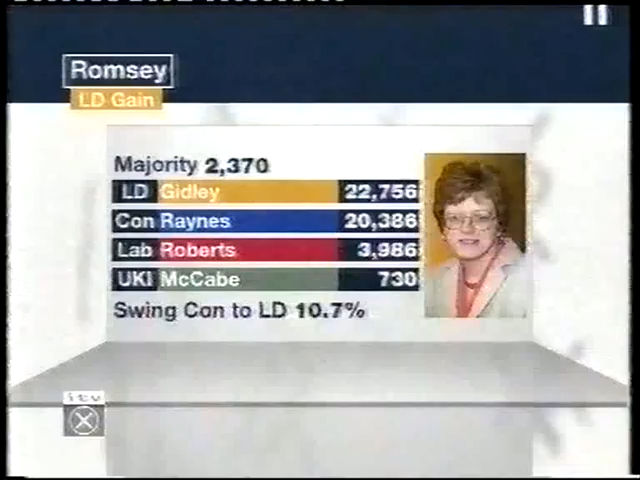 Romsey
LD Gain
Majority 2,370
LD Gidley 22,756
Con Raynes 20,386
Lab Roberts 3,986
UKI McCabe 730
Swing Con to LD 10.7%